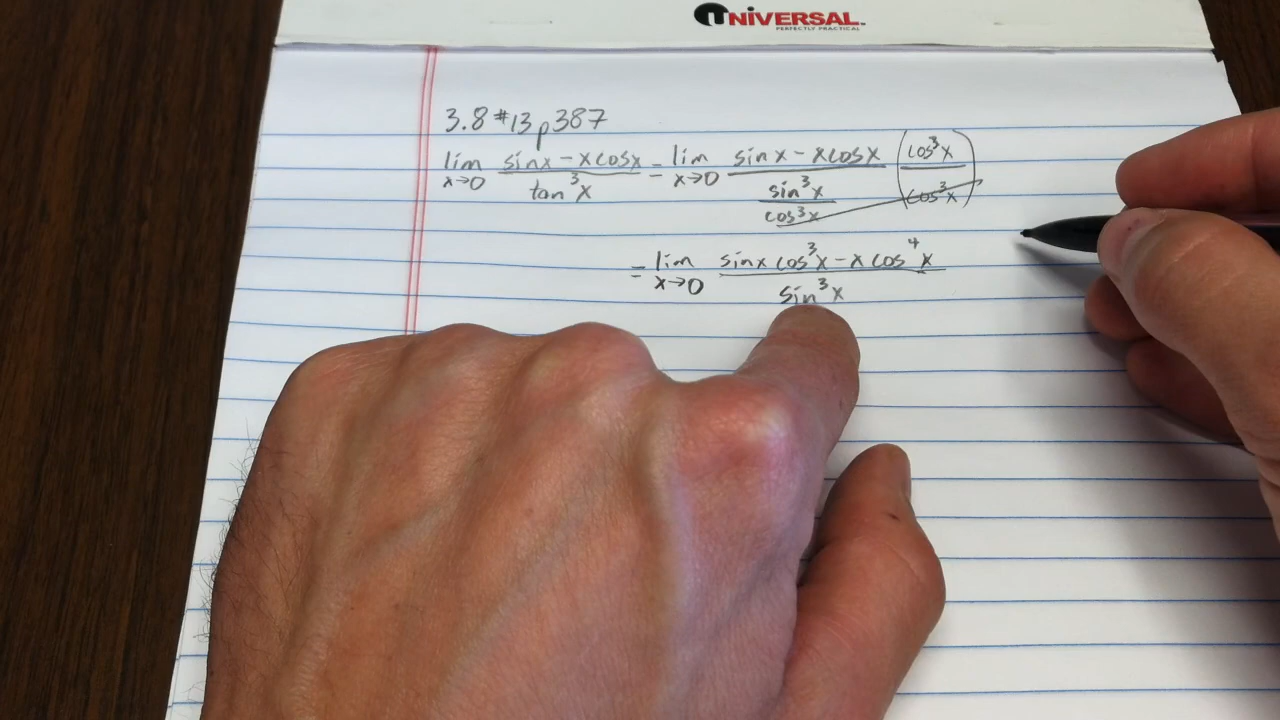 UNIVERSAL.
PERFECTLY PRACTICAL
3.8 #13 p387
lim x→0 (sinx - xcosx)/(tan³x) = lim x→0 (sinx - xcosx)/(sin³x/cos³x) (cos³x/cos³x)
= lim x→0 (sinx cos³x - x cos⁴x)/(sin³x)